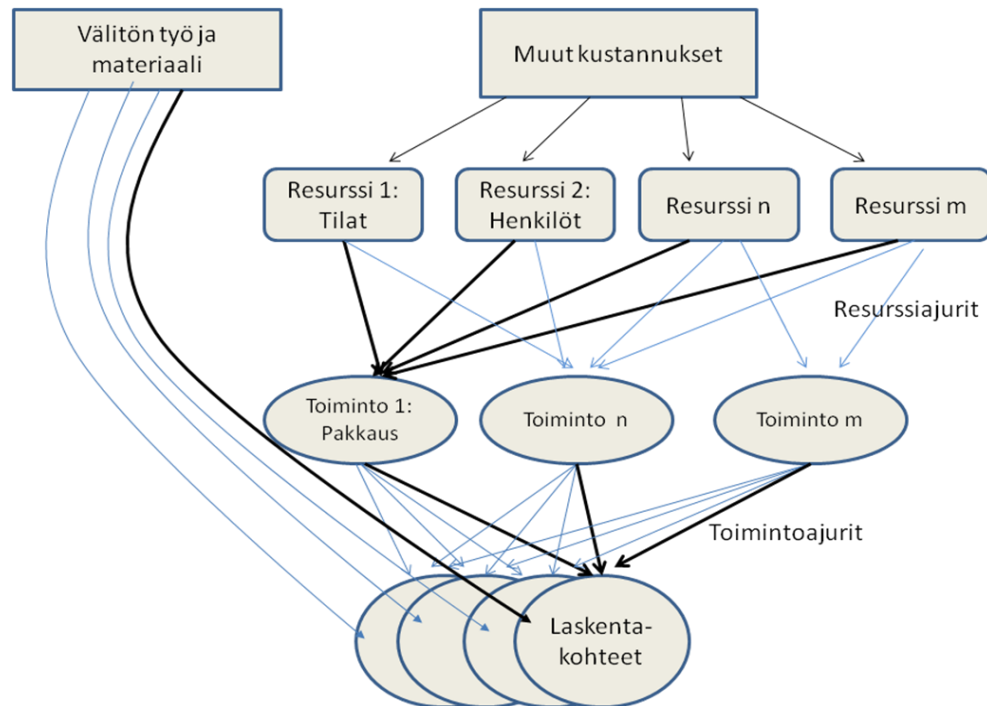 Välitön työ ja
materiaali
Muut kustannukset
Resurssi 1:
Tilat
Resurssi 2:
Henkilöt
Resurssi n
Resurssi m
Resurssiajurit
Toiminto 1:
Pakkaus
Toiminto n
Toiminto m
Toimintoajurit
Laskenta-
kohteet